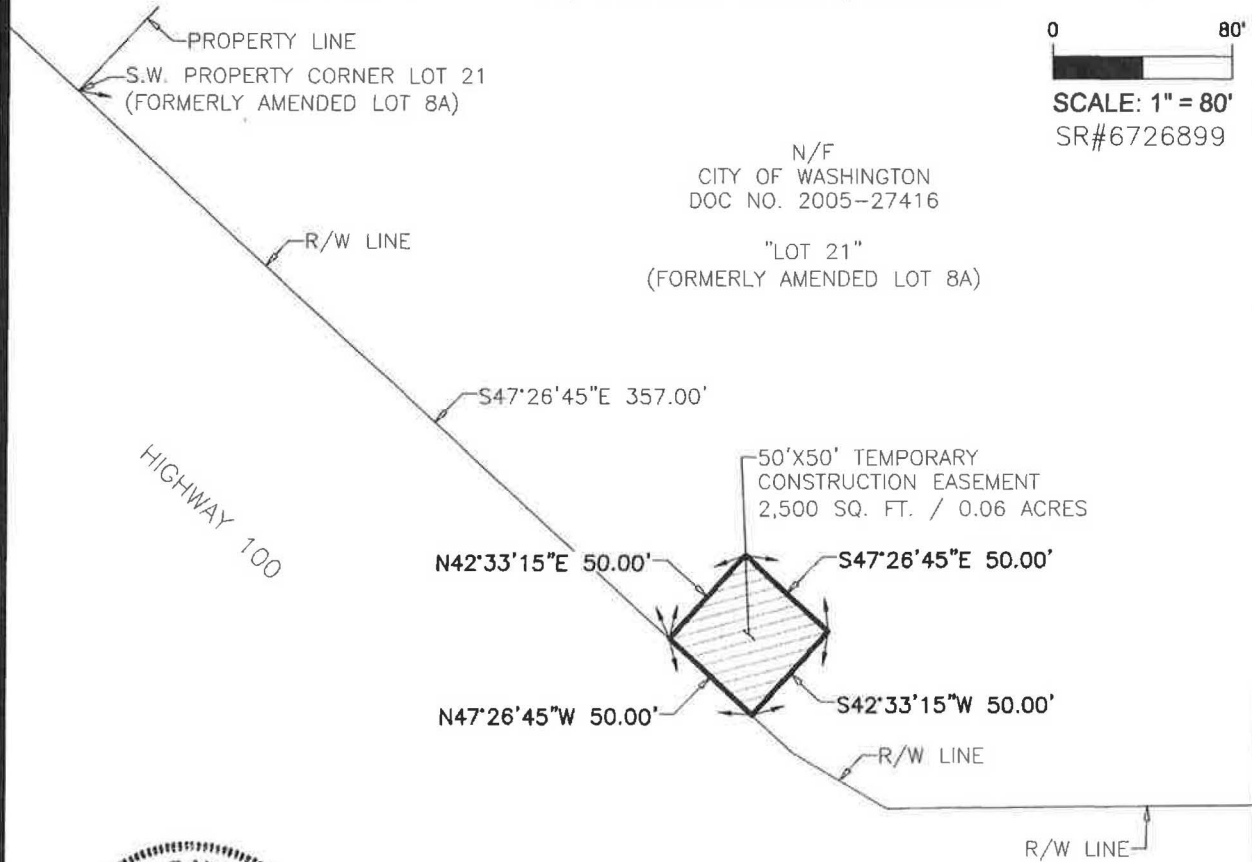 PROPERTY LINE
S.W. PROPERTY CORNER LOT 21
(FORMERLY AMENDED LOT 8A)
0 80'
SCALE: 1" = 80'
SR#6726899
N/F
CITY OF WASHINGTON
DOC NO. 2005-27416
"LOT 21"
(FORMERLY AMENDED LOT 8A)
R/W LINE
S47°26'45"E 357.00'
HIGHWAY 100
50'X50' TEMPORARY
CONSTRUCTION EASEMENT
2,500 SQ. FT. / 0.06 ACRES
N42°33'15"E 50.00'
S47°26'45"E 50.00'
N47°26'45"W 50.00'
S42°33'15"W 50.00'
R/W LINE
R/W LINE